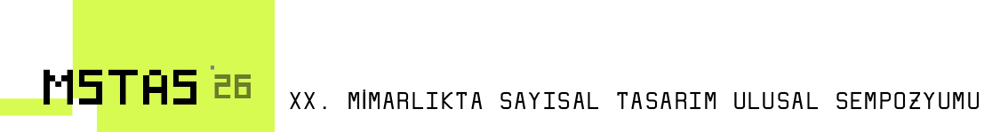 MSTAS '26
XX. MİMARLIKTA SAYISAL TASARIM ULUSAL SEMPOZYUMU